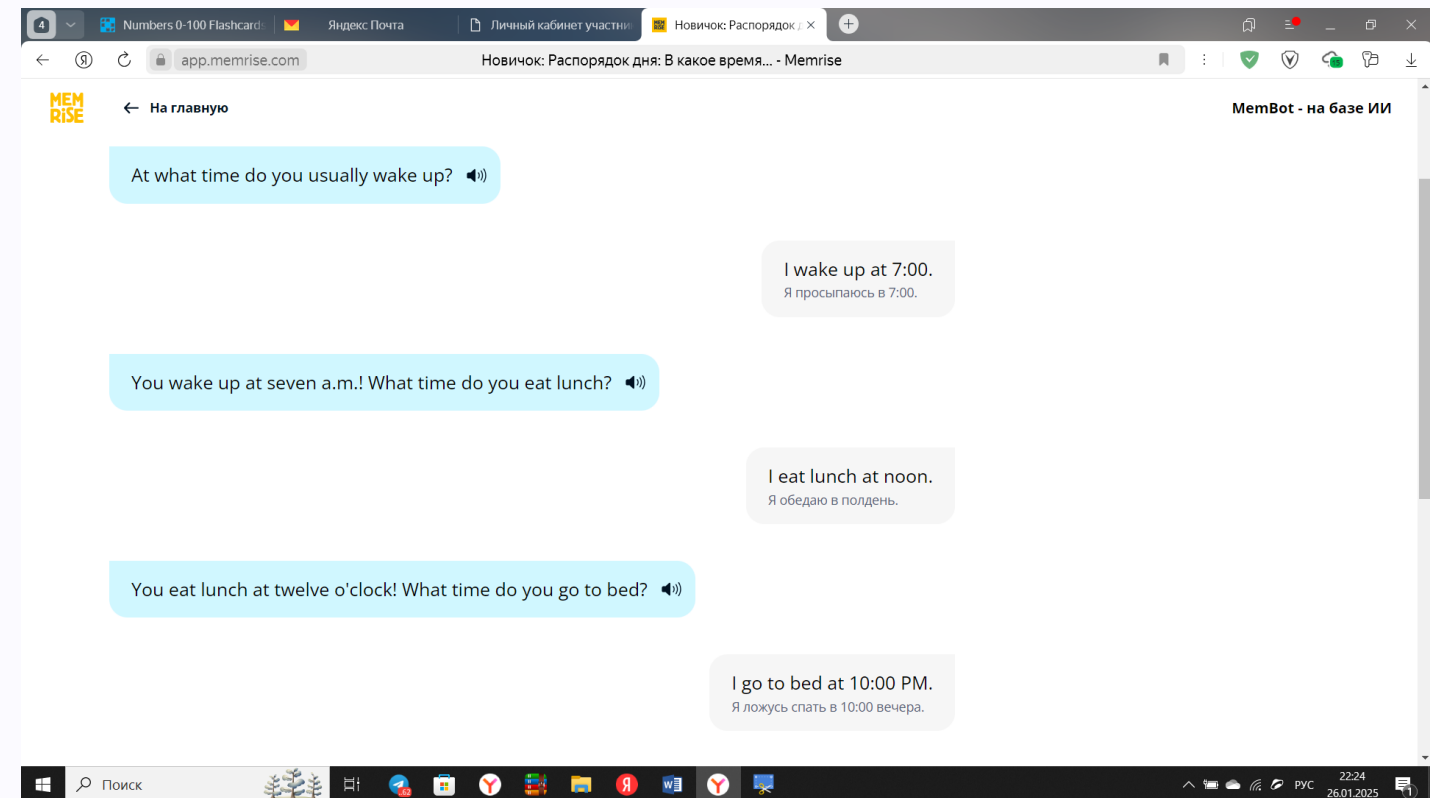 4
Numbers 0-100 Flashcards
Яндекс Почта
Личный кабинет участни
Новичок: Распорядок д
app.memrise.com
Новичок: Распорядок дня: В какое время... - Memrise
15
MEM
RiSE
← На главную
MemBot - на базе ИИ
At what time do you usually wake up?
I wake up at 7:00.
Я просыпаюсь в 7:00.
You wake up at seven a.m.! What time do you eat lunch?
I eat lunch at noon.
Я обедаю в полдень.
You eat lunch at twelve o'clock! What time do you go to bed?
I go to bed at 10:00 PM.
Я ложусь спать в 10:00 вечера.
Поиск
62
РУС
22:24
26.01.2025
1